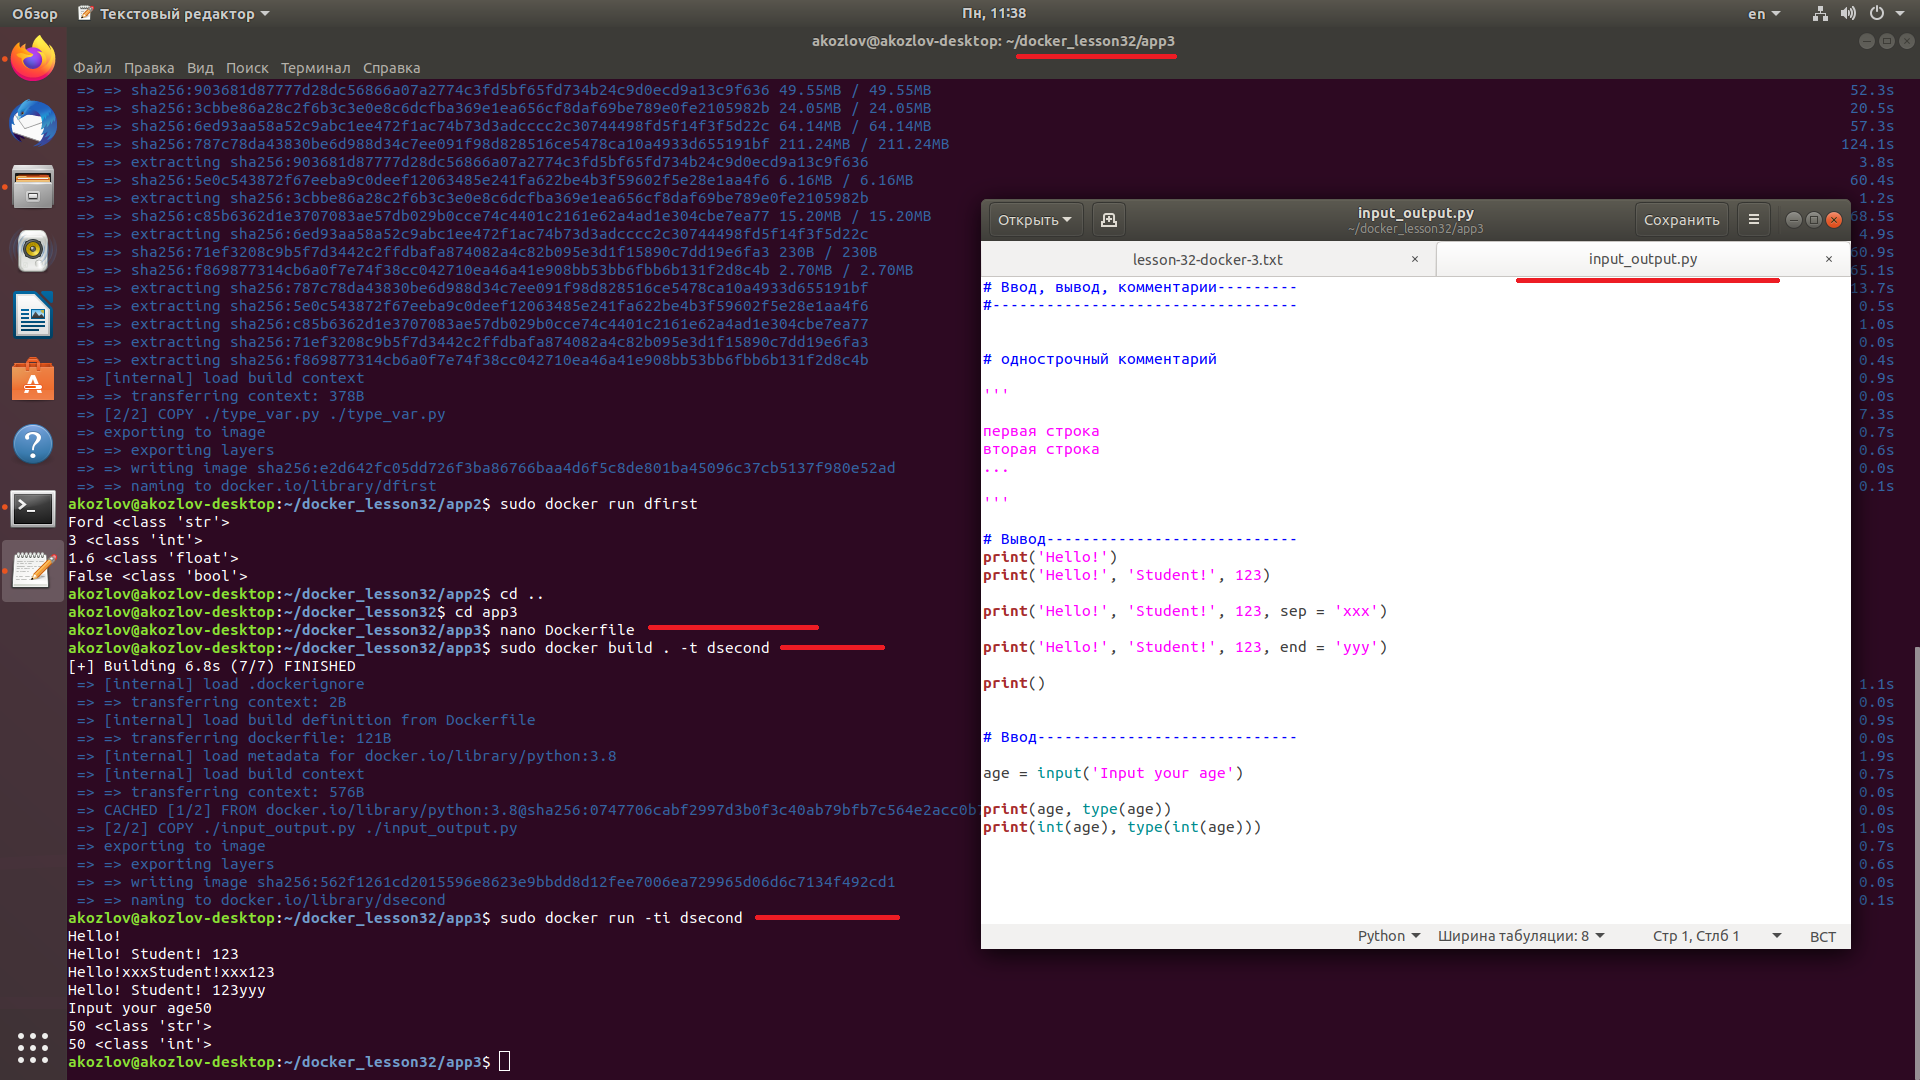 Обзор
Текстовый редактор
Пн, 11:38
en
akozlov@akozlov-desktop: ~/docker_lesson32/app3
Файл Правка Вид Поиск Терминал Справка
=> => sha256:903681d87777d28dc56866a07a2774c3fd5bf65fd734b24c9d0ecd9a13c9f636 49.55MB / 49.55MB 52.3s
=> => sha256:3cbbe86a28c2f6b3c3e0e8c6dcfba369e1ea656cf8daf69be789e0fe2105982b 24.05MB / 24.05MB 20.5s
=> => sha256:6ed93aa58a52c9abc1ee472f1ac74b73d3adcccc2c30744498fd5f14f3f5d22c 64.14MB / 64.14MB 57.3s
=> => sha256:787c78da43830be6d988d34c7ee091f98d828516ce5478ca10a4933d655191bf 211.24MB / 211.24MB 124.1s
=> => extracting sha256:903681d87777d28dc56866a07a2774c3fd5bf65fd734b24c9d0ecd9a13c9f636 3.8s
=> => sha256:5e0c543872f67eeba9c0deef12063485e241fa622be4b3f59602f5e28e1aa4f6 6.16MB / 6.16MB 60.4s
=> => extracting sha256:3cbbe86a28c2f6b3c3e0e8c6dcfba369e1ea656cf8daf69be789e0fe2105982b 1.2s
=> => sha256:c85b6362d1e3707083ae57db029b0cce74c4401c2161e62a4ad1e304cbe7ea77 15.20MB / 15.20MB 68.5s
=> => extracting sha256:6ed93aa58a52c9abc1ee472f1ac74b73d3adcccc2c30744498fd5f14f3f5d22c 4.9s
=> => sha256:71ef3208c9b5f7d3442c2ffdbafa874082a4c82b095e3d1f15890c7dd19e6fa3 230B / 230B 60.9s
=> => sha256:f869877314cb6a0f7e74f38cc042710ea46a41e908bb53bb6fbb6b131f2d8c4b 2.70MB / 2.70MB 65.1s
=> => extracting sha256:787c78da43830be6d988d34c7ee091f98d828516ce5478ca10a4933d655191bf 13.7s
=> => extracting sha256:5e0c543872f67eeba9c0deef12063485e241fa622be4b3f59602f5e28e1aa4f6 0.5s
=> => extracting sha256:c85b6362d1e3707083ae57db029b0cce74c4401c2161e62a4ad1e304cbe7ea77 1.0s
=> => extracting sha256:71ef3208c9b5f7d3442c2ffdbafa874082a4c82b095e3d1f15890c7dd19e6fa3 0.0s
=> => extracting sha256:f869877314cb6a0f7e74f38cc042710ea46a41e908bb53bb6fbb6b131f2d8c4b 0.4s
=> [internal] load build context 0.9s
=> => transferring context: 378B 0.0s
=> [2/2] COPY ./type_var.py ./type_var.py 7.3s
=> exporting to image 0.7s
=> => exporting layers 0.6s
=> => writing image sha256:e2d642fc05dd726f3ba86766baa4d6f5c8de801ba45096c37cb5137f980e52ad 0.0s
=> => naming to docker.io/library/dfirst 0.1s
akozlov@akozlov-desktop:~/docker_lesson32/app2$ sudo docker run dfirst
Ford <class 'str'>
3 <class 'int'>
1.6 <class 'float'>
False <class 'bool'>
akozlov@akozlov-desktop:~/docker_lesson32/app2$ cd ..
akozlov@akozlov-desktop:~/docker_lesson32$ cd app3
akozlov@akozlov-desktop:~/docker_lesson32/app3$ nano Dockerfile
akozlov@akozlov-desktop:~/docker_lesson32/app3$ sudo docker build . -t dsecond
[+] Building 6.8s (7/7) FINISHED
=> [internal] load .dockerignore 1.1s
=> => transferring context: 2B 0.0s
=> [internal] load build definition from Dockerfile 0.9s
=> => transferring dockerfile: 121B 0.0s
=> [internal] load metadata for docker.io/library/python:3.8 1.9s
=> [internal] load build context 0.7s
=> => transferring context: 576B 0.0s
=> CACHED [1/2] FROM docker.io/library/python:3.8@sha256:0747706cabf2997d3b0f3c40ab79bfb7c564e2acc0b 0.0s
=> [2/2] COPY ./input_output.py ./input_output.py 1.0s
=> exporting to image 0.7s
=> => exporting layers 0.6s
=> => writing image sha256:562f1261cd2015596e8623e9bbdd8d12fee7006ea729965d06d6c7134f492cd1 0.0s
=> => naming to docker.io/library/dsecond 0.1s
akozlov@akozlov-desktop:~/docker_lesson32/app3$ sudo docker run -ti dsecond
Hello!
Hello! Student! 123
Hello!xxxStudent!xxx123
Hello! Student! 123yyy
Input your age50
50 <class 'str'>
50 <class 'int'>
akozlov@akozlov-desktop:~/docker_lesson32/app3$
Открыть
input_output.py
~/docker_lesson32/app3
Сохранить
lesson-32-docker-3.txt ×
input_output.py ×
# Ввод, вывод, комментарии---------
#----------------------------------
# однострочный комментарий
'''
первая строка
вторая строка
...
'''
# Вывод----------------------------
print('Hello!')
print('Hello!', 'Student!', 123)
print('Hello!', 'Student!', 123, sep = 'xxx')
print('Hello!', 'Student!', 123, end = 'yyy')
print()
# Ввод-----------------------------
age = input('Input your age')
print(age, type(age))
print(int(age), type(int(age)))
Python Ширина табуляции: 8 Стр 1, Стлб 1 ВСТ